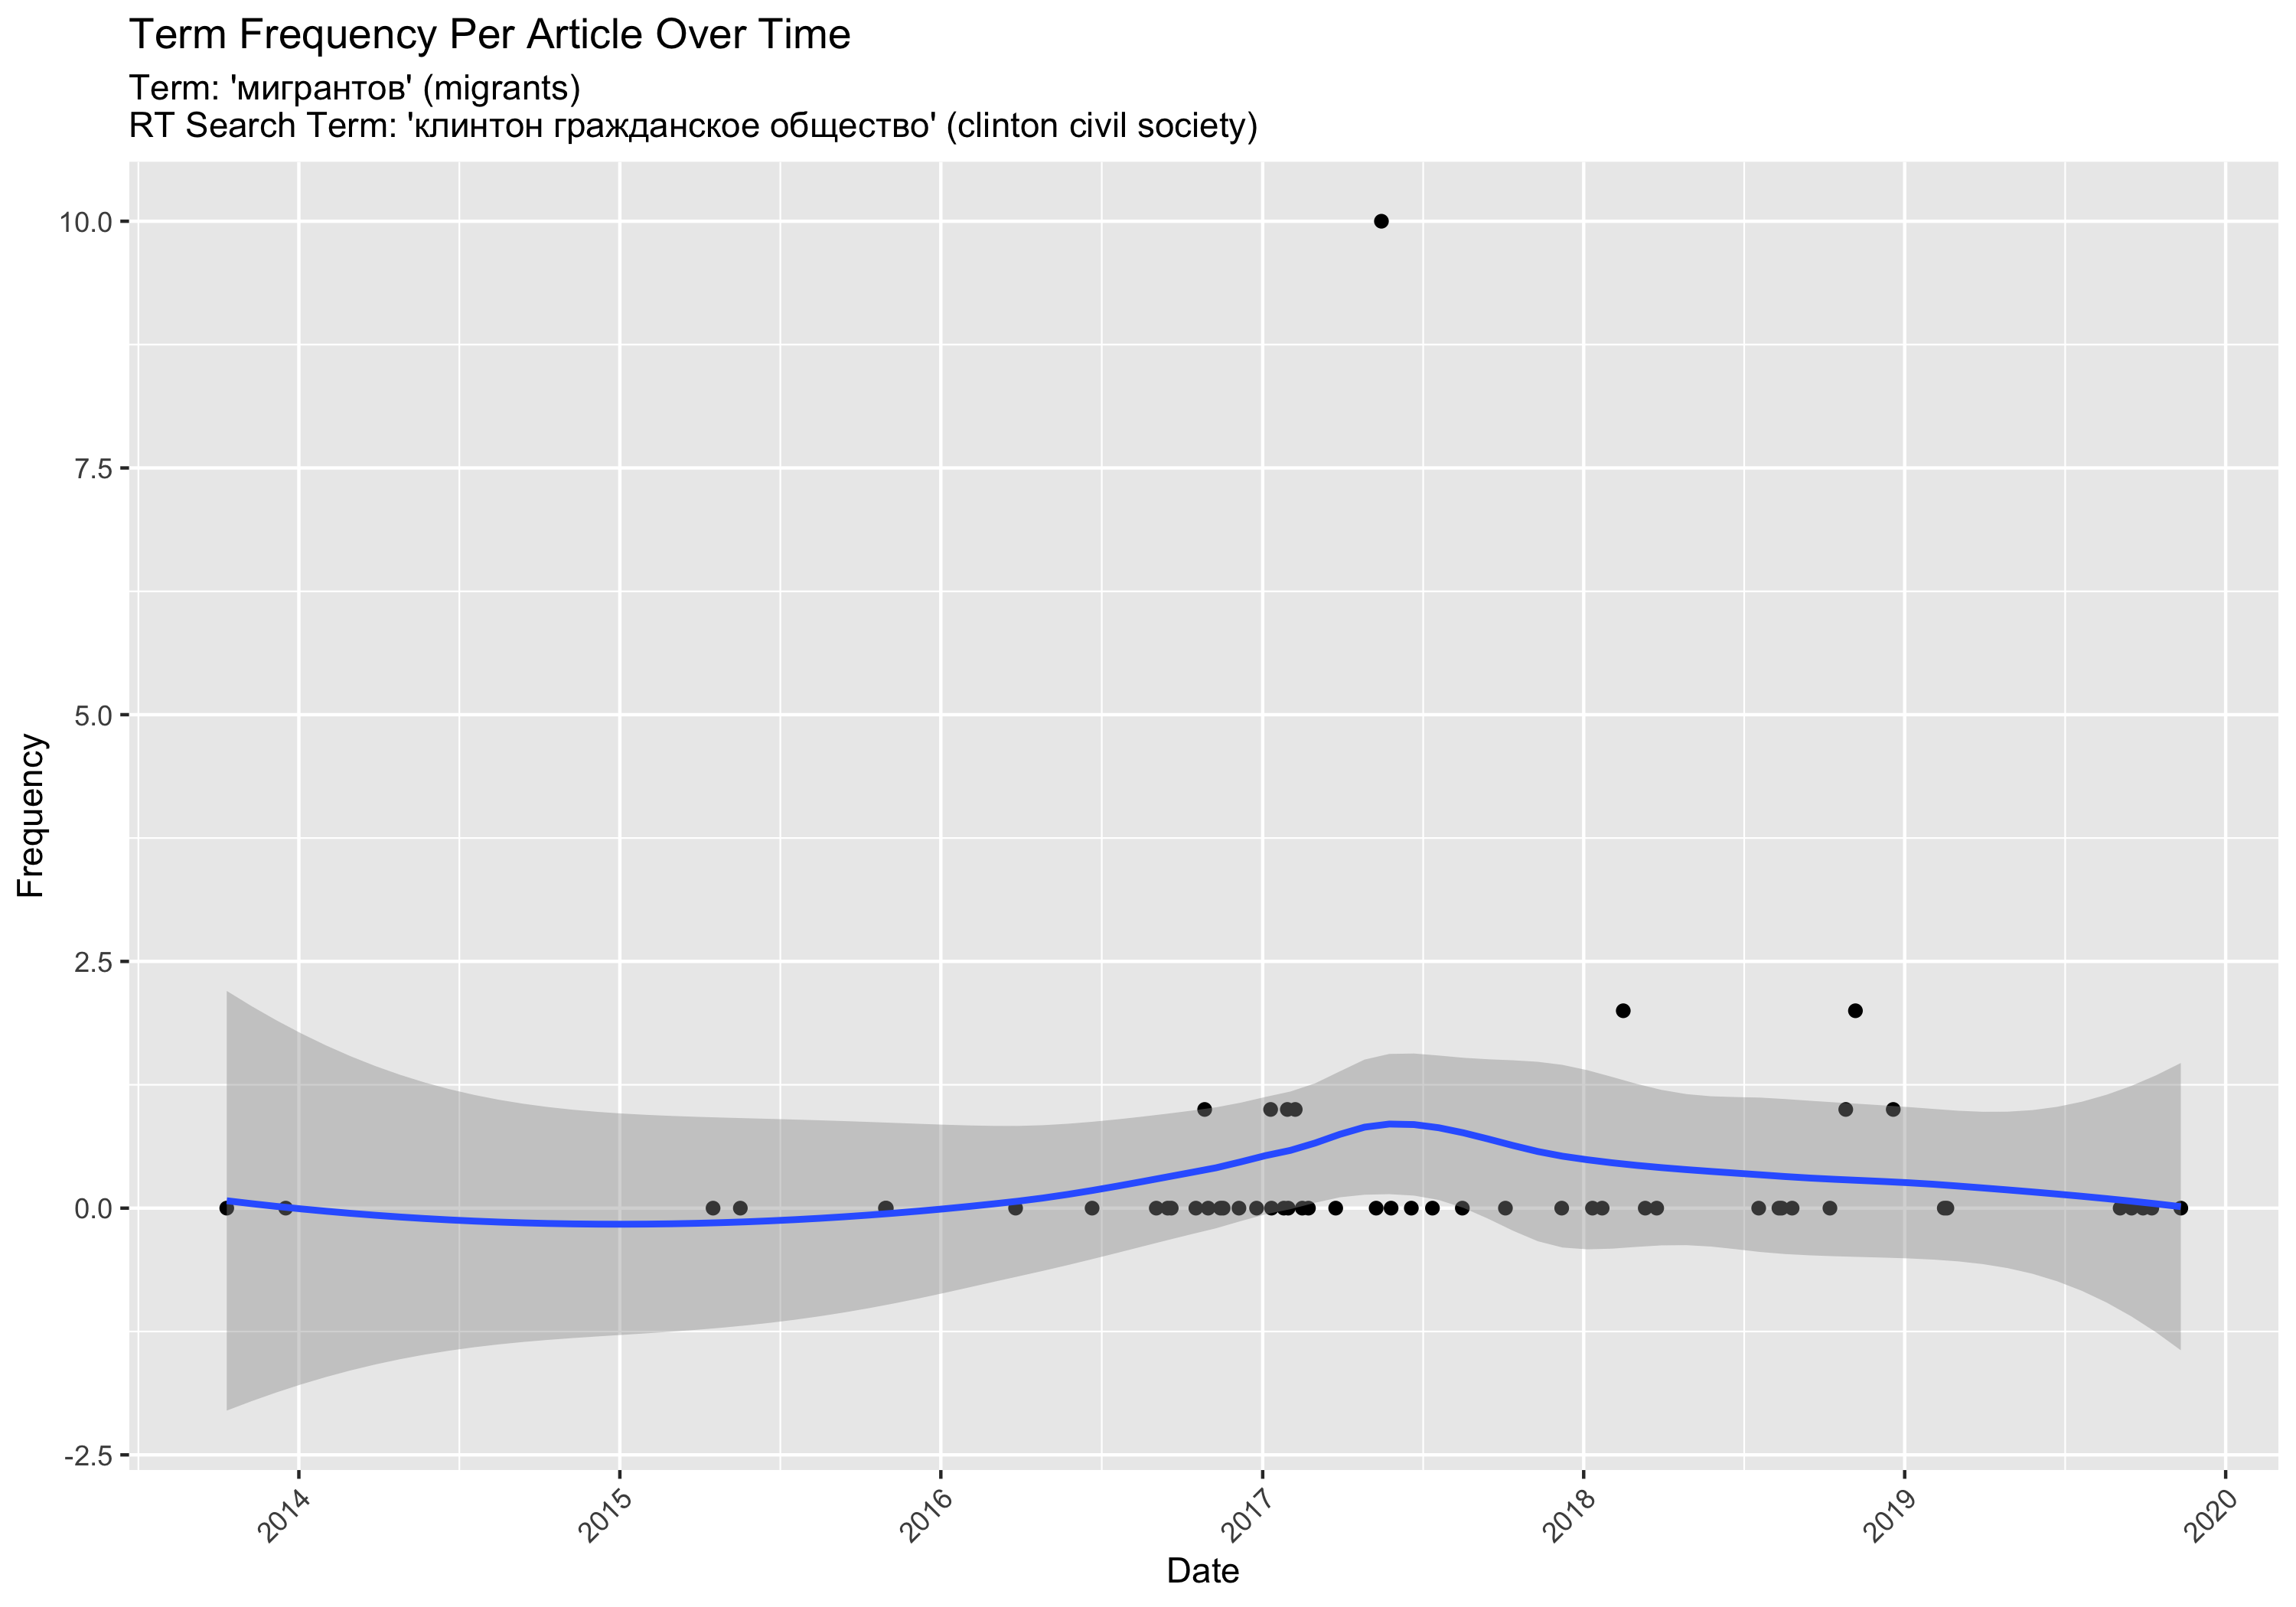 Term Frequency Per Article Over Time
Term: 'мигрантов' (migrants)
RT Search Term: 'клинтон гражданское общество' (clinton civil society)
10.0
7.5
5.0
2.5
0.0
-2.5
Frequency
2014
2015
2016
2017
2018
2019
2020
Date